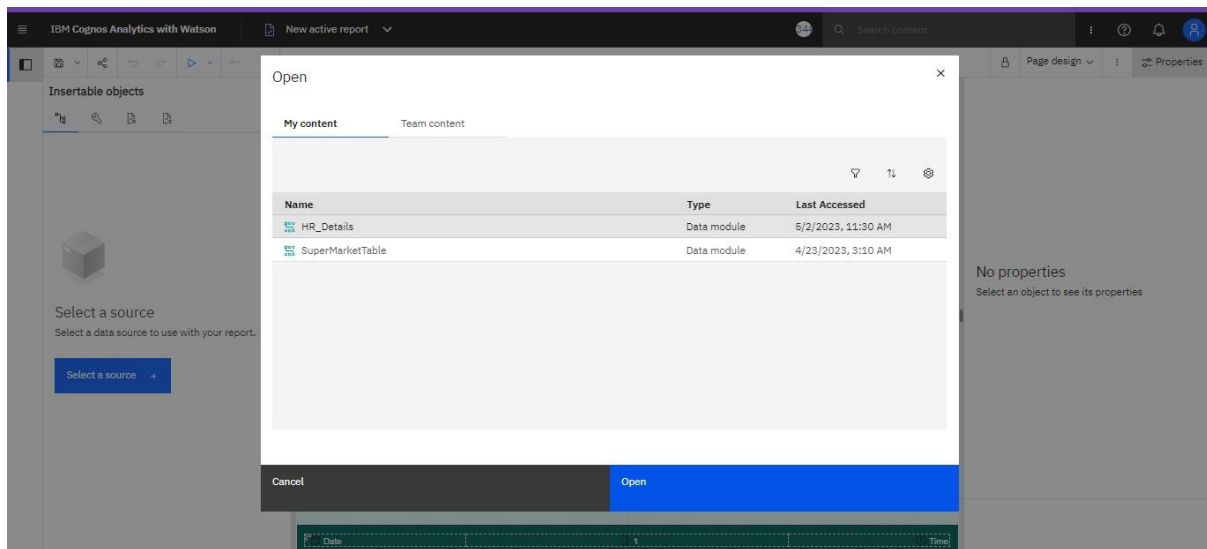 IBM Cognos Analytics with Watson
New active report
Search content
Page design
Properties
Insertable objects
Select a source
Select a data source to use with your report.
Select a source +
Open
My content Team content
Name Type Last Accessed
HR_Details Data module 5/2/2023, 11:30 AM
SuperMarketTable Data module 4/23/2023, 3:10 AM
Cancel Open
No properties
Select an object to see its properties
Date 1 Time